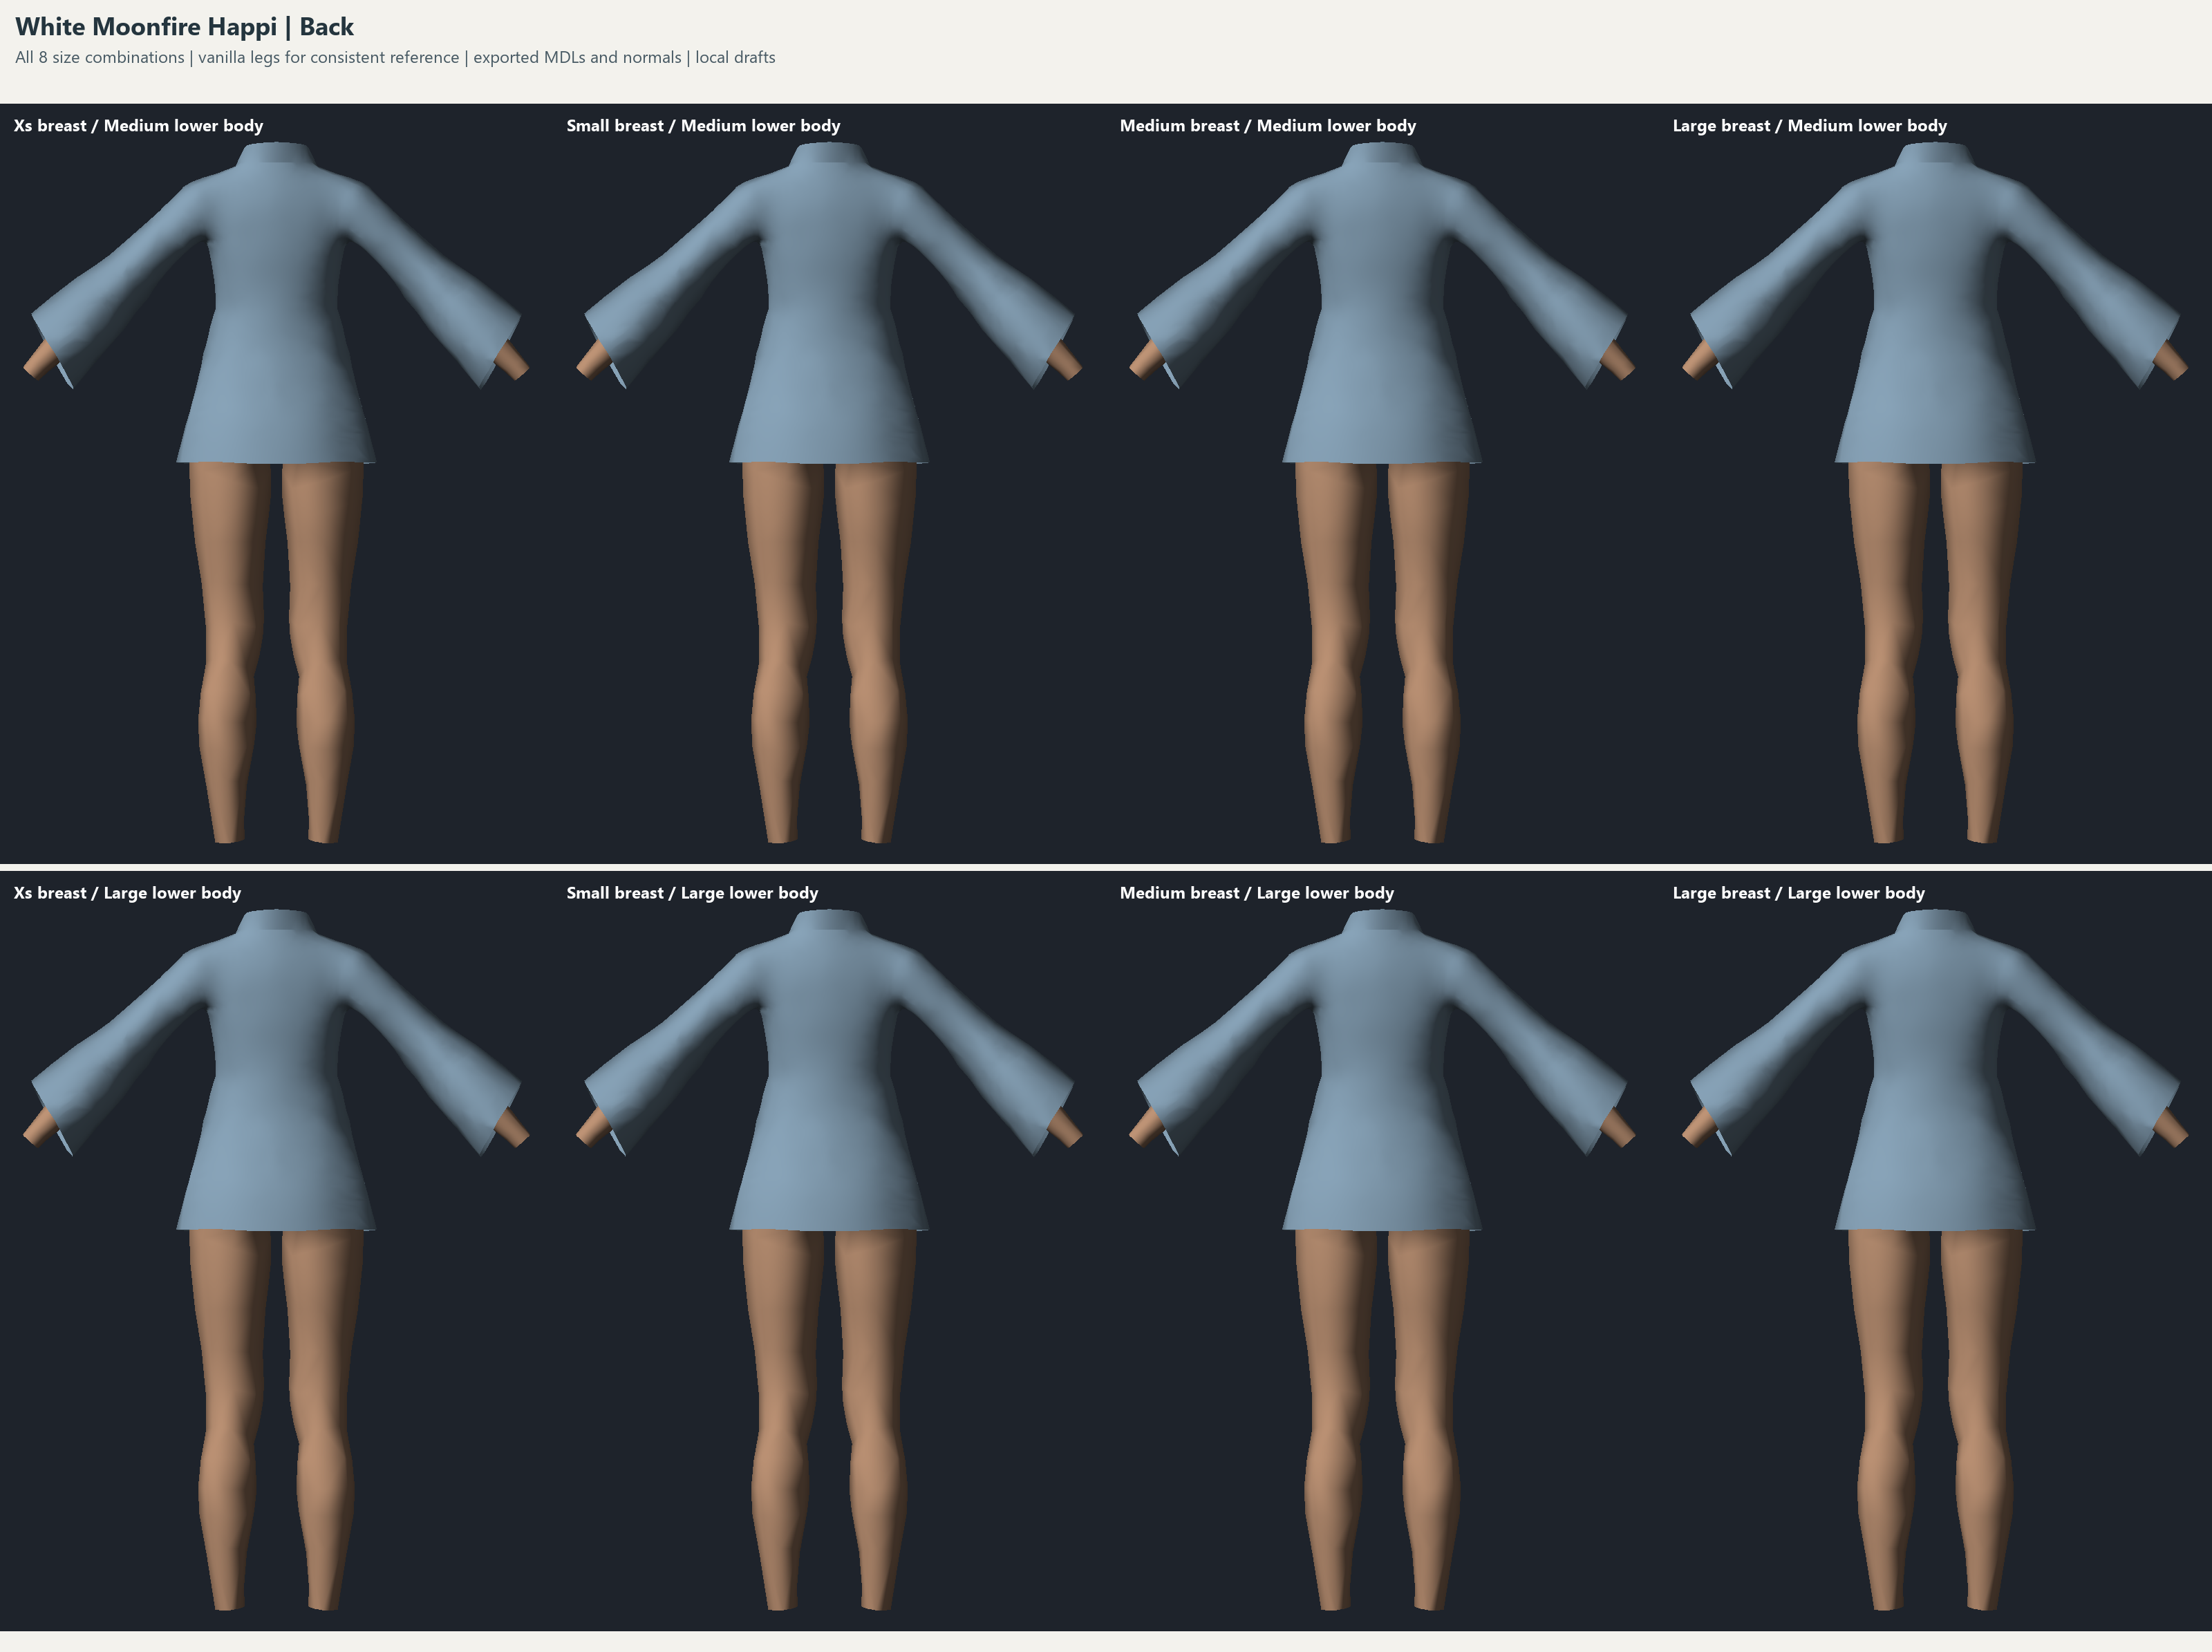 White Moonfire Happi | Back
All 8 size combinations | vanilla legs for consistent reference | exported MDLs and normals | local drafts
Xs breast / Medium lower body
Small breast / Medium lower body
Medium breast / Medium lower body
Large breast / Medium lower body
Xs breast / Large lower body
Small breast / Large lower body
Medium breast / Large lower body
Large breast / Large lower body